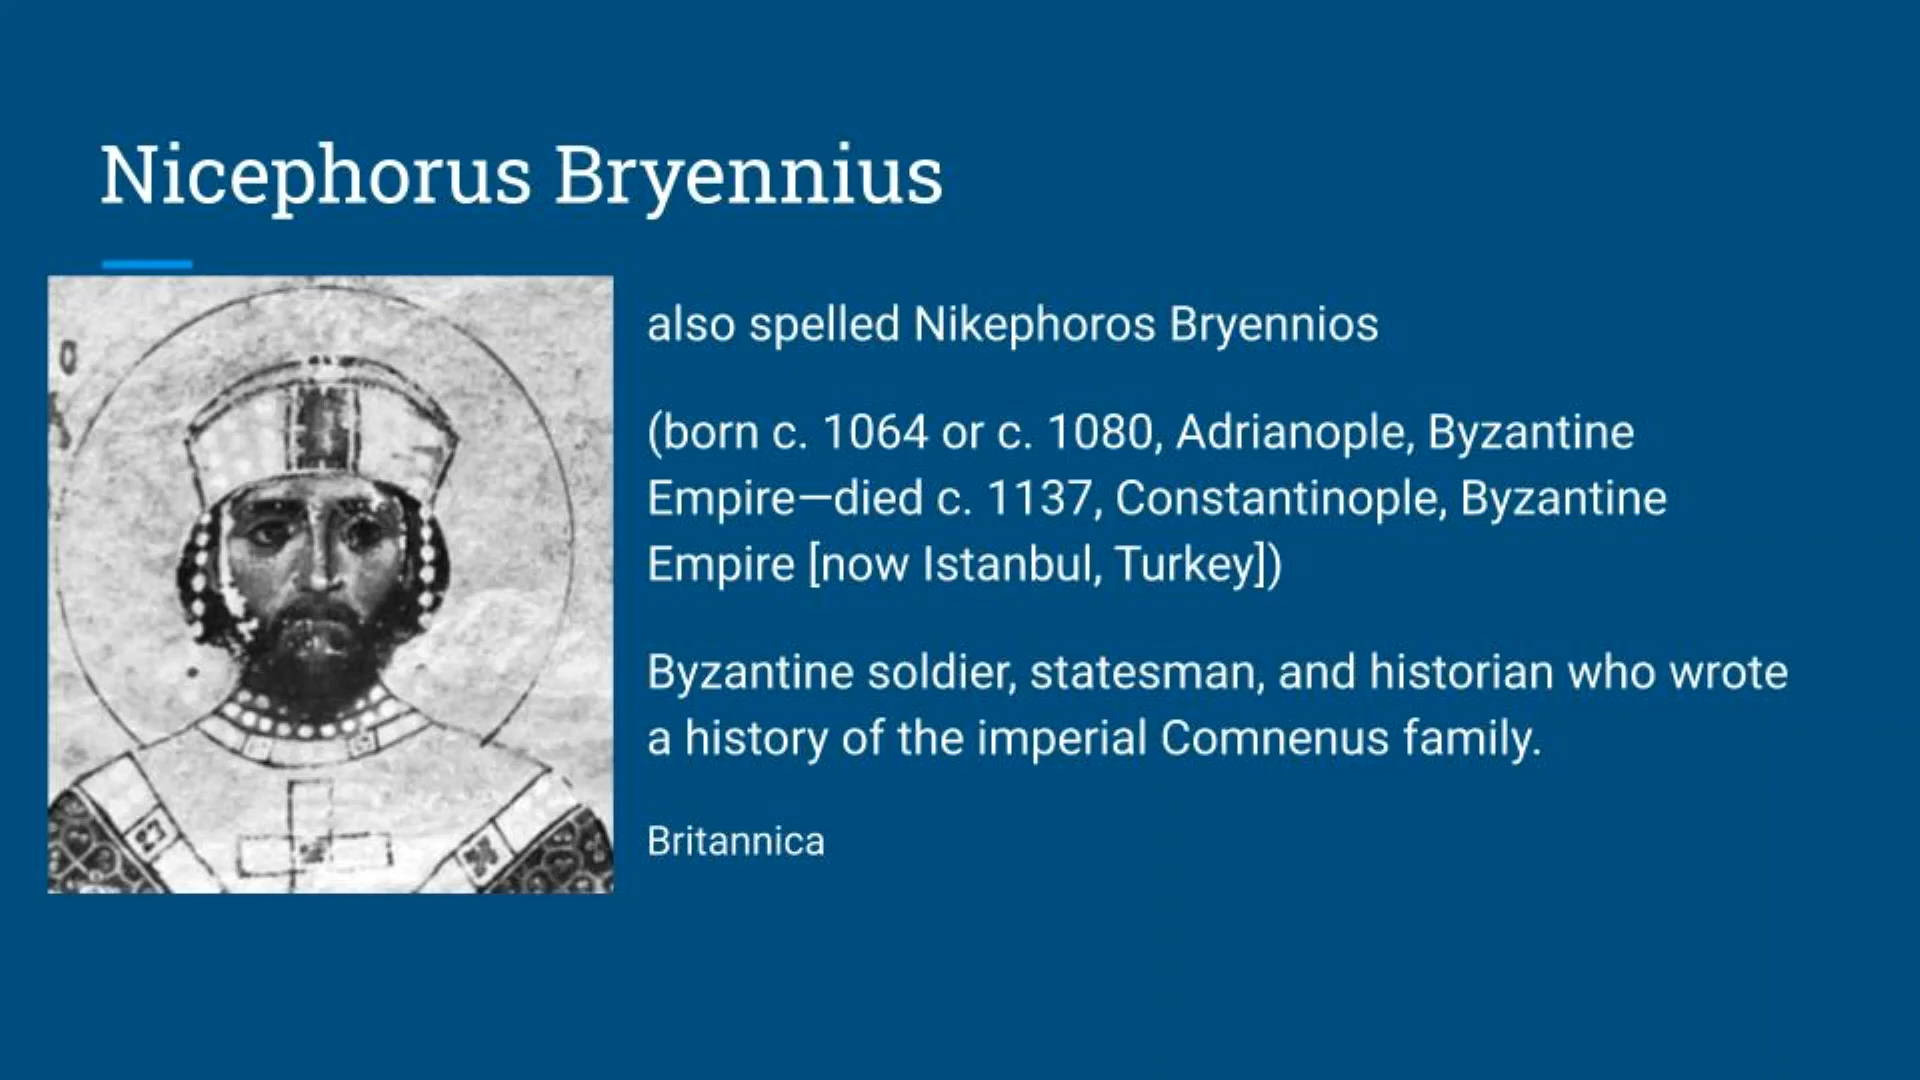 Nicephorus Bryennius
also spelled Nikephoros Bryennios
(born c. 1064 or c. 1080, Adrianople, Byzantine
Empire—died c. 1137, Constantinople, Byzantine
Empire [now Istanbul, Turkey])
Byzantine soldier, statesman, and historian who wrote
a history of the imperial Comnenus family.
Britannica